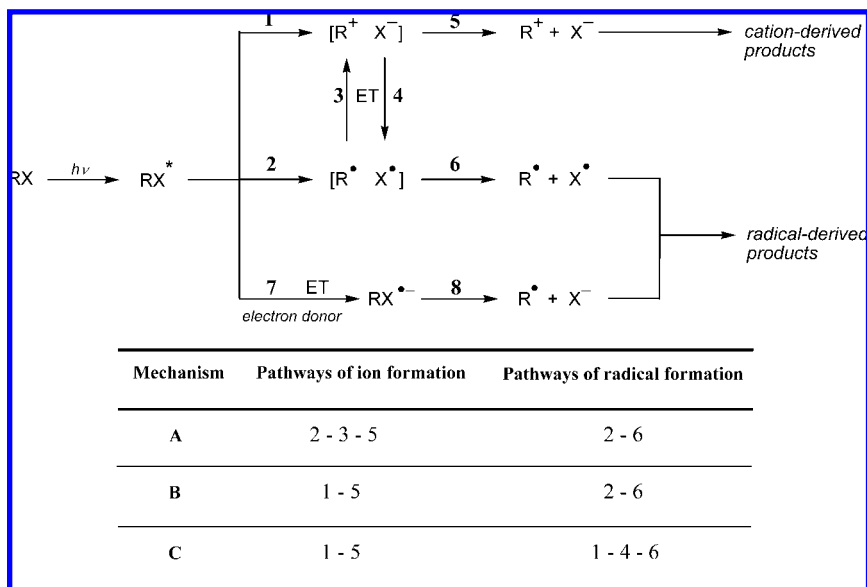 1 [R⁺ X⁻] 5 R⁺ + X⁻ cation-derived
products
3 ET 4
RX hν RX* 2 [R• X•] 6 R• + X•
radical-derived
products
7 ET RX•⁻ 8 R• + X⁻
electron donor
Mechanism Pathways of ion formation Pathways of radical formation
A 2 - 3 - 5 2 - 6
B 1 - 5 2 - 6
C 1 - 5 1 - 4 - 6